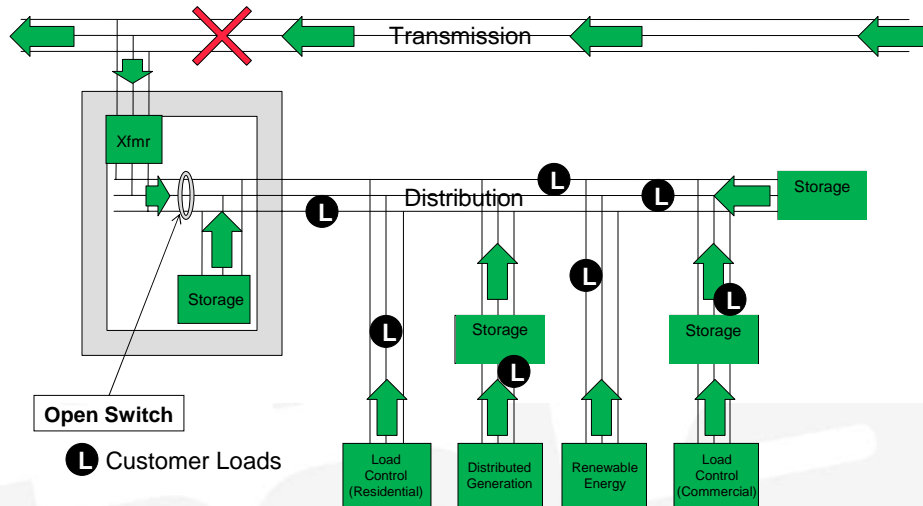 Transmission
Xfmr
Distribution
L
L
L
Storage
L
L
Storage
L
Storage
Storage
L
L
Open Switch
L Customer Loads
Load
Control
(Residential)
Distributed
Generation
Renewable
Energy
Load
Control
(Commercial)